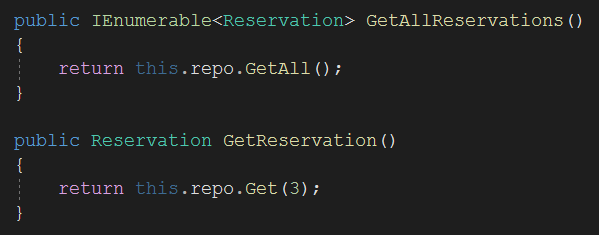 public IEnumerable<Reservation> GetAllReservations()
{
    return this.repo.GetAll();
}
public Reservation GetReservation()
{
    return this.repo.Get(3);
}